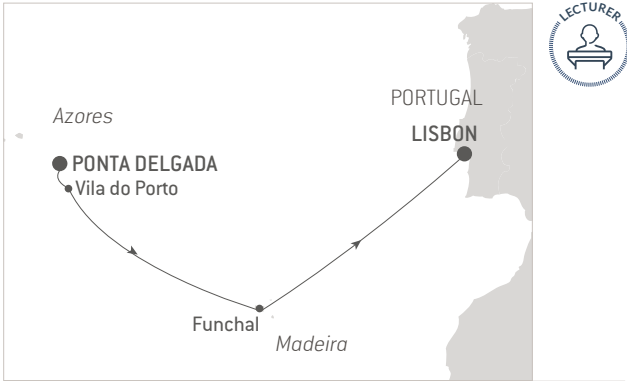 LECTURER
Azores
PORTUGAL
LISBON
PONTA DELGADA
Vila do Porto
Funchal
Madeira